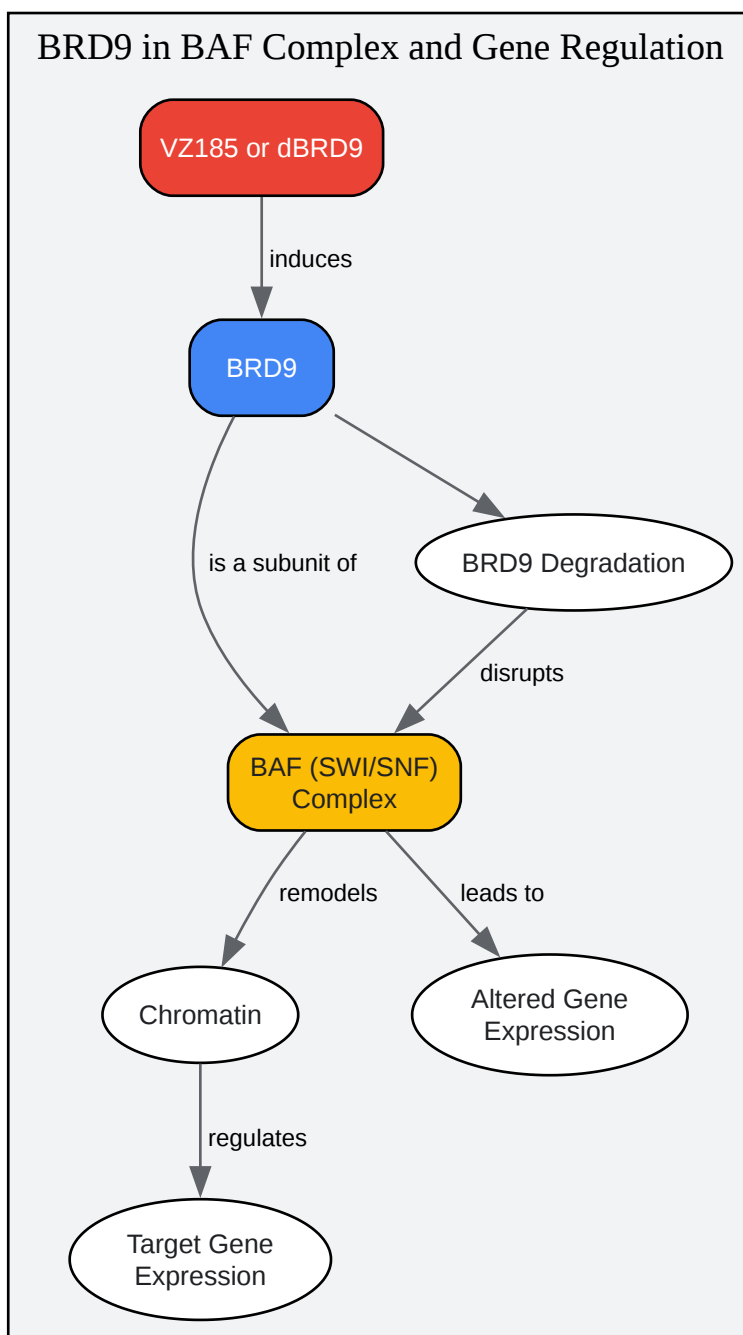 BRD9 in BAF Complex and Gene Regulation
VZ185 or dBRD9
induces
BRD9
is a subunit of
BRD9 Degradation
disrupts
BAF (SWI/SNF)
Complex
remodels
leads to
Chromatin
Altered Gene
Expression
regulates
Target Gene
Expression